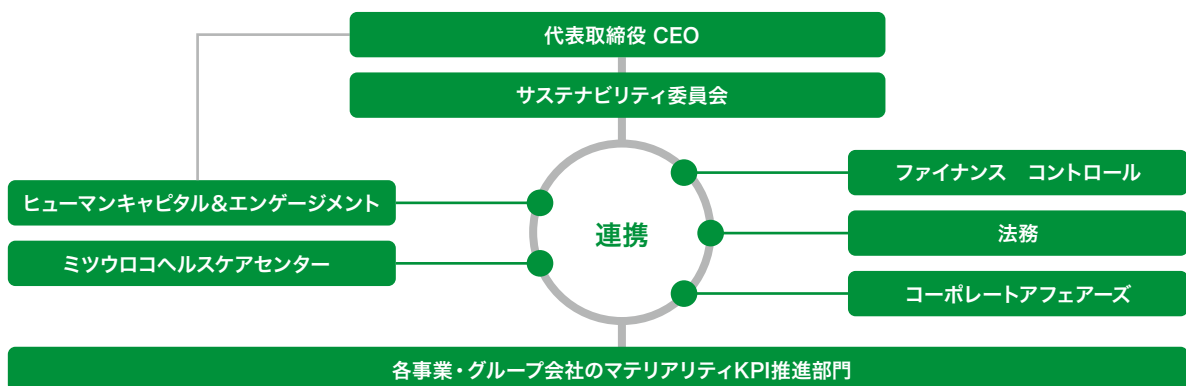 代表取締役 CEO
サステナビリティ委員会
ヒューマンキャピタル&エンゲージメント
ミツウロコヘルスケアセンター
連携
ファイナンス　コントロール
法務
コーポレートアフェアーズ
各事業・グループ会社のマテリアリティKPI推進部門